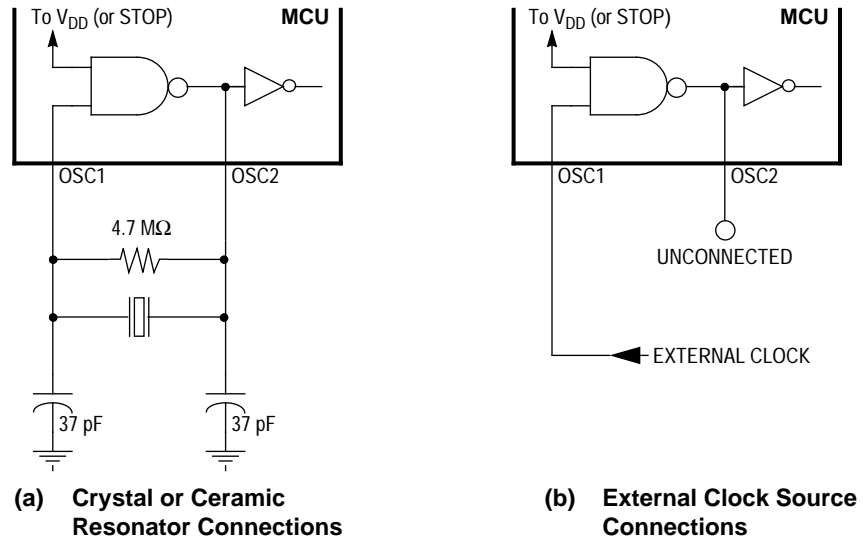 To VDD (or STOP)
MCU
OSC1
OSC2
4.7 MΩ
37 pF
37 pF
(a) Crystal or Ceramic
Resonator Connections
To VDD (or STOP)
MCU
OSC1
OSC2
UNCONNECTED
EXTERNAL CLOCK
(b) External Clock Source
Connections